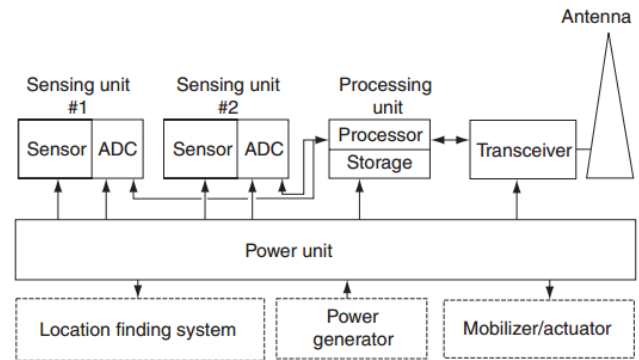 Antenna
Sensing unit
#1
Sensing unit
#2
Processing
unit
Sensor ADC
Sensor ADC
Processor
Storage
Transceiver
Power unit
Location finding system
Power
generator
Mobilizer/actuator